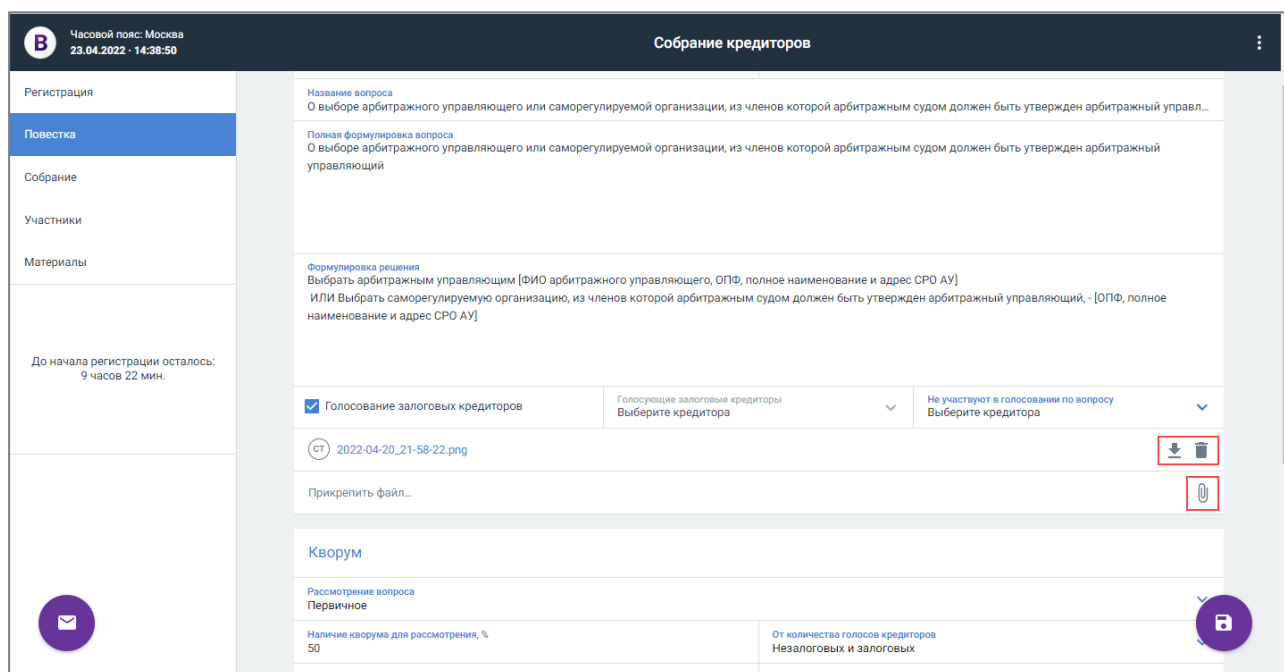 B
Часовой пояс: Москва
23.04.2022 · 14:38:50
Собрание кредиторов
Регистрация
Повестка
Собрание
Участники
Материалы
До начала регистрации осталось:
9 часов 22 мин.
Название вопроса
О выборе арбитражного управляющего или саморегулируемой организации, из членов которой арбитражным судом должен быть утвержден арбитражный управл...
Полная формулировка вопроса
О выборе арбитражного управляющего или саморегулируемой организации, из членов которой арбитражным судом должен быть утвержден арбитражный
управляющий
Формулировка решения
Выбрать арбитражным управляющим [ФИО арбитражного управляющего, ОПФ, полное наименование и адрес СРО АУ]
ИЛИ Выбрать саморегулируемую организацию, из членов которой арбитражным судом должен быть утвержден арбитражный управляющий, - [ОПФ, полное
наименование и адрес СРО АУ]
Голосование залоговых кредиторов
Голосующие залоговые кредиторы
Выберите кредитора
Не участвуют в голосовании по вопросу
Выберите кредитора
СТ 2022-04-20_21-58-22.png
Прикрепить файл...
Кворум
Рассмотрение вопроса
Первичное
Наличие кворума для рассмотрения, %
50
От количества голосов кредиторов
Незалоговых и залоговых